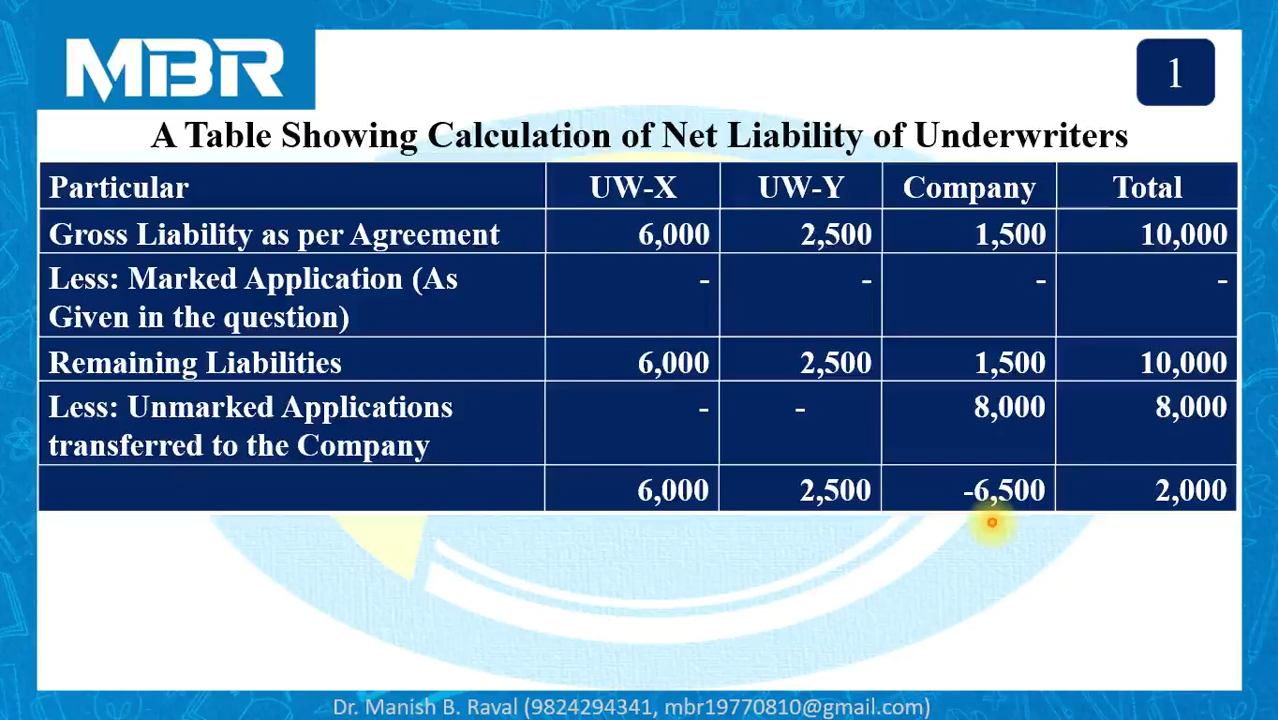 MBR
1
A Table Showing Calculation of Net Liability of Underwriters
Particular UW-X UW-Y Company Total
Gross Liability as per Agreement 6,000 2,500 1,500 10,000
Less: Marked Application (As - - - -
Given in the question)
Remaining Liabilities 6,000 2,500 1,500 10,000
Less: Unmarked Applications - - 8,000 8,000
transferred to the Company
6,000 2,500 -6,500 2,000
Dr. Manish B. Raval (9824294341, mbr19770810@gmail.com)